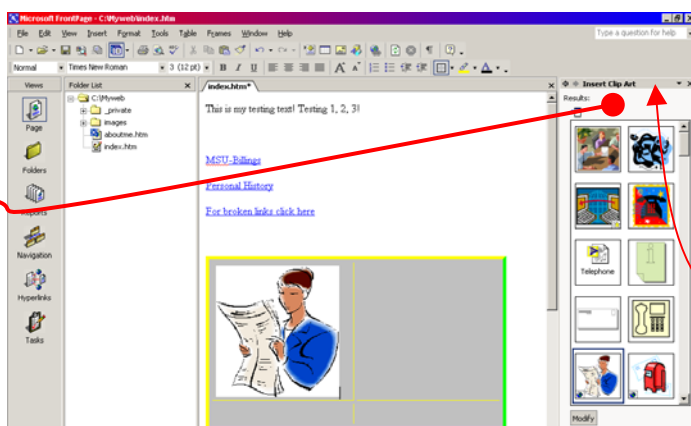 Microsoft FrontPage - C:\Myweb\index.htm
File Edit View Insert Format Tools Table Frames Window Help
Type a question for help
Normal Times New Roman 3 (12 pt) B I U A A A
Views
Folder List
index.htm*
Insert Clip Art
Results:
C:\Myweb
_private
images
aboutme.htm
index.htm
Page
Folders
Reports
Navigation
Hyperlinks
Tasks
This is my testing text! Testing 1, 2, 3!
MSU-Billings
Personal History
For broken links click here
Telephone
Modify